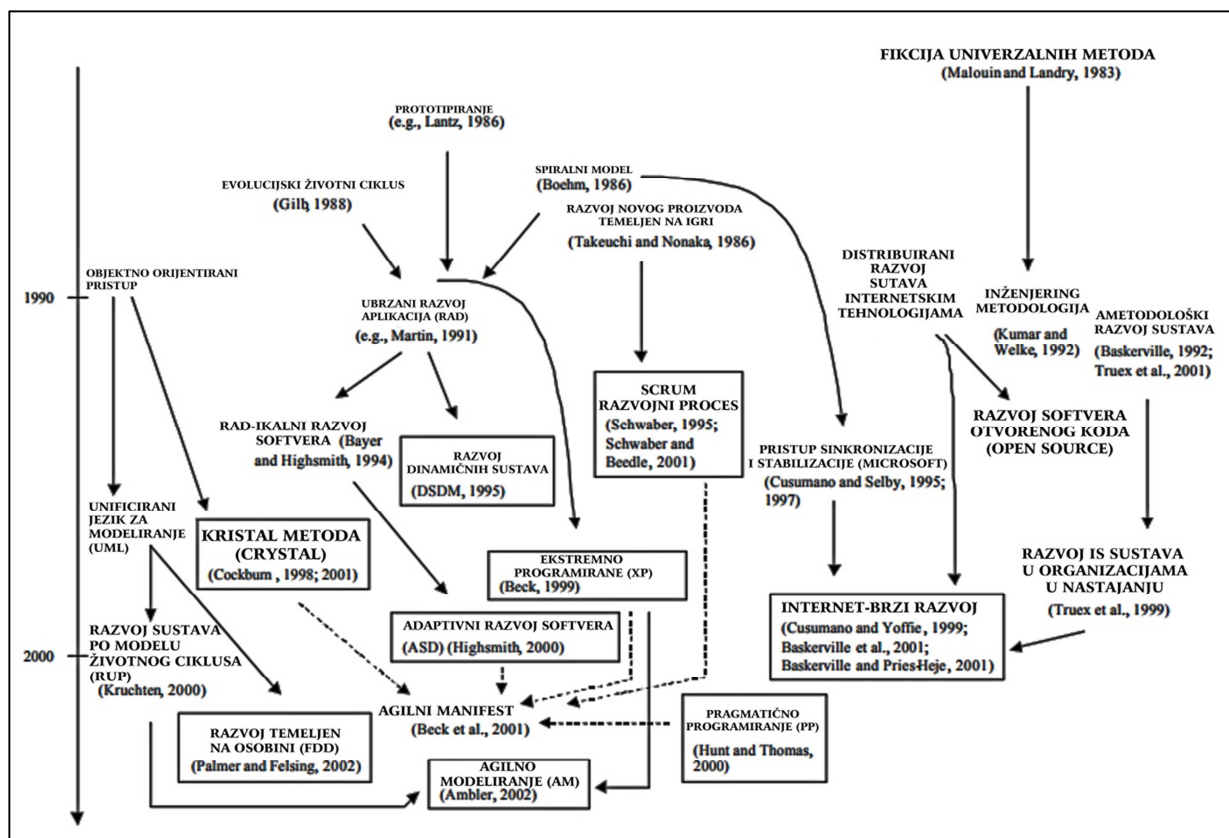 FIKCIJA UNIVERZALNIH METODA
(Malouin and Landry, 1983)
PROTOTIPIRANJE
(e.g., Lantz, 1986)
EVOLUCIJSKI ŽIVOTNI CIKLUS
(Gilb, 1988)
SPIRALNI MODEL
(Boehm, 1986)
RAZVOJ NOVOG PROIZVODA
TEMELJEN NA IGRI
(Takeuchi and Nonaka, 1986)
OBJEKTNO ORIJENTIRANI
PRISTUP
1990
UBRZANI RAZVOJ
APLIKACIJA (RAD)
(e.g., Martin, 1991)
DISTRIBUIRANI
RAZVOJ
SUTAVA
INTERNETSKIM
TEHNOLOGIJAMA
INŽENJERING
METODOLOGIJA
(Kumar and
Welke, 1992)
AMETODOLOŠKI
RAZVOJ SUSTAVA
(Baskerville, 1992;
Truex et al., 2001)
RAD-IKALNI RAZVOJ
SOFTVERA (Bayer
and Highsmith, 1994)
RAZVOJ
DINAMIČNIH SUSTAVA
(DSDM, 1995)
SCRUM
RAZVOJNI PROCES
(Schwaber, 1995;
Schwaber and
Beedle, 2001)
PRISTUP SINKRONIZACIJE
I STABILIZACIJE (MICROSOFT)
(Cusumano and Selby, 1995;
1997)
RAZVOJ SOFTVERA
OTVORENOG KODA
(OPEN SOURCE)
UNIFICIRANI
JEZIK ZA
MODELIRANJE
(UML)
KRISTAL METODA
(CRYSTAL)
(Cockburn, 1998; 2001)
EKSTREMNO
PROGRAMIRANE (XP)
(Beck, 1999)
RAZVOJ IS SUSTAVA
U ORGANIZACIJAMA
U NASTAJANJU
(Truex et al., 1999)
INTERNET-BRZI RAZVOJ
(Cusumano and Yoffie, 1999;
Baskerville et al., 2001;
Baskerville and Pries-Heje, 2001)
ADAPTIVNI RAZVOJ SOFTVERA
(ASD) (Highsmith, 2000)
2000
RAZVOJ SUSTAVA
PO MODELU
ŽIVOTNOG CIKLUSA
(RUP)
(Kruchten, 2000)
AGILNI MANIFEST
(Beck et al., 2001)
PRAGMATIČNO
PROGRAMIRANJE (PP)
(Hunt and Thomas,
2000)
RAZVOJ TEMELJEN
NA OSOBINI (FDD)
(Palmer and Felsing, 2002)
AGILNO
MODELIRANJE (AM)
(Ambler, 2002)